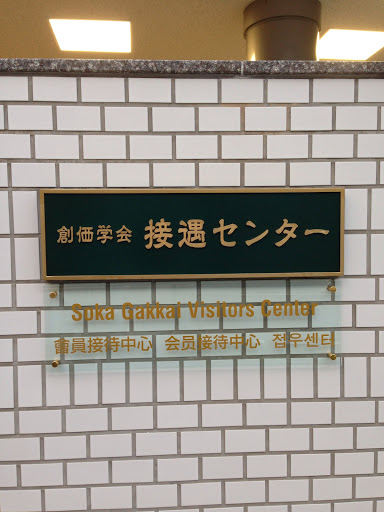 創価学会 接遇センター
Soka Gakkai Visitors Center
會員接待中心 会员接待中心 접우센터